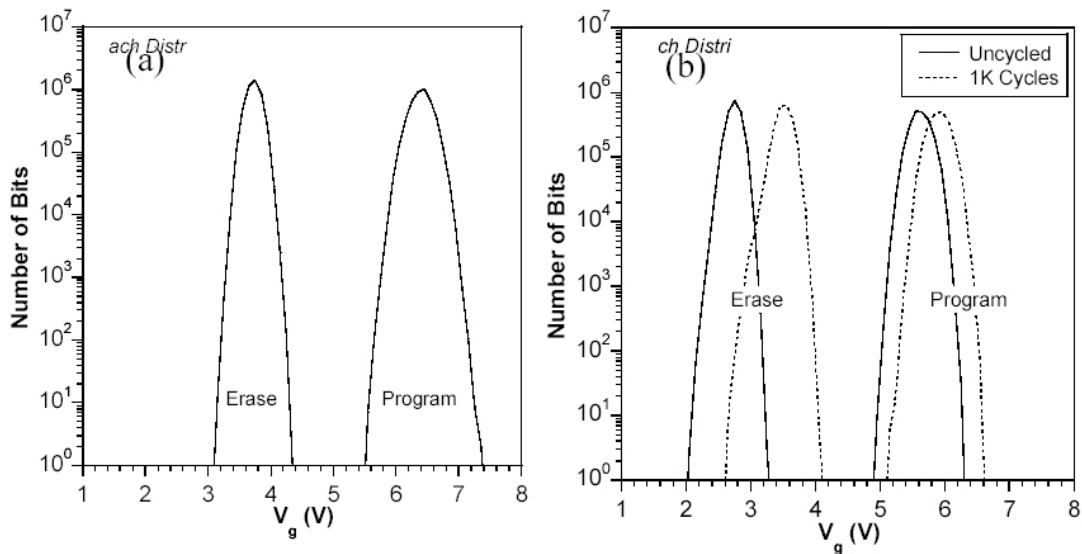 ach Distr
(a)
Number of Bits
10^7
10^6
10^5
10^4
10^3
10^2
10^1
10^0
Erase
Program
1 2 3 4 5 6 7 8
V_g (V)
ch Distri
(b)
Uncycled
1K Cycles
Number of Bits
10^7
10^6
10^5
10^4
10^3
10^2
10^1
10^0
Erase
Program
1 2 3 4 5 6 7 8
V_g (V)